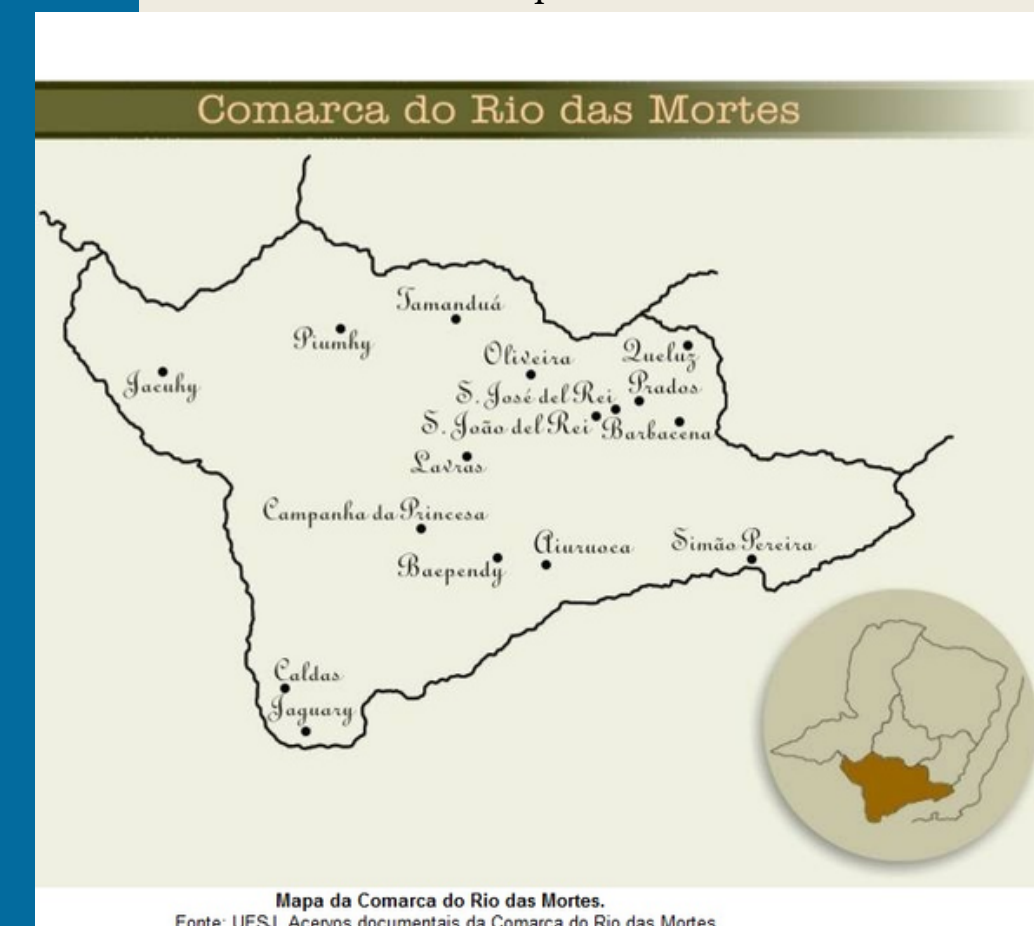 Comarca do Rio das Mortes
Tamanduá
Piumhy
Oliveira
Queluz
Jacuhy
S. José del Rei
Prados
S. João del Rei
Barbacena
Lavras
Campanha da Princesa
Aiuruoca
Simão Pereira
Baependy
Caldas
Jaguary
Mapa da Comarca do Rio das Mortes.
Fonte: UFSJ. Acervos documentais da Comarca do Rio das Mortes